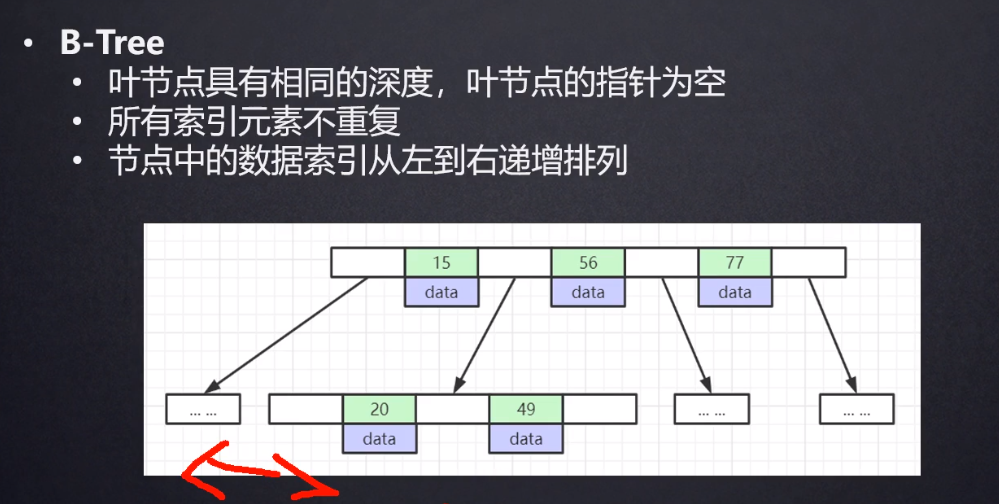 • B-Tree
• 叶节点具有相同的深度，叶节点的指针为空
• 所有索引元素不重复
• 节点中的数据索引从左到右递增排列
15 56 77
data data data
... ... 20 49 ... ... ... ...
data data